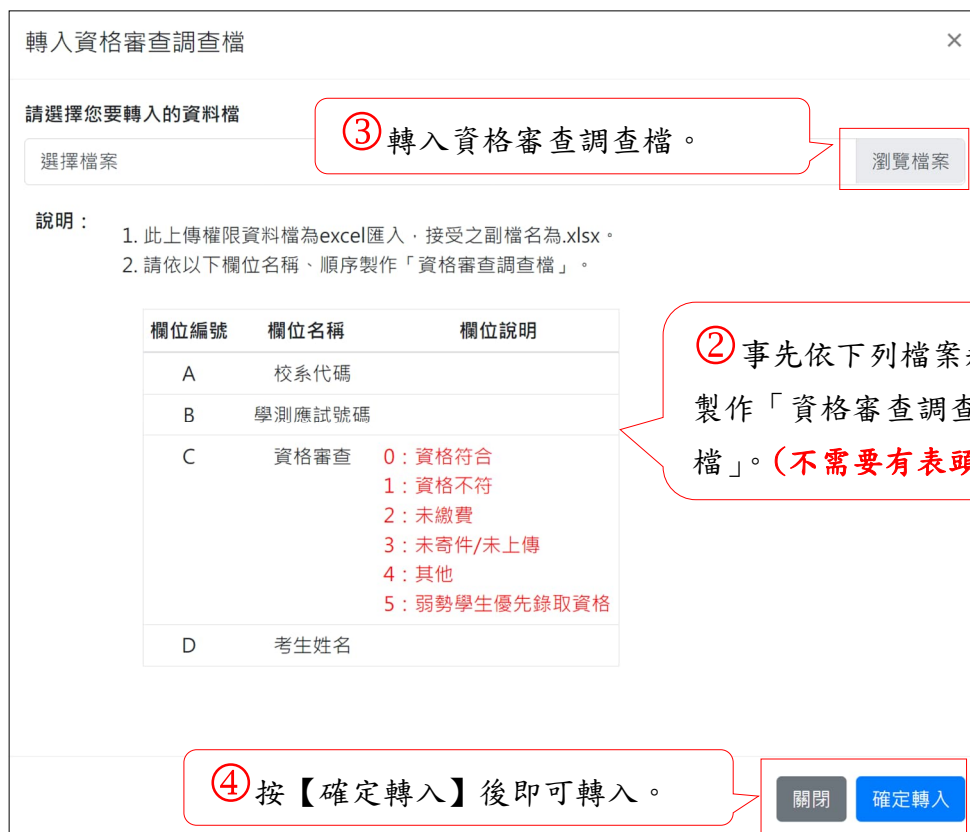 轉入資格審查調查檔
×
請選擇您要轉入的資料檔
③轉入資格審查調查檔。
選擇檔案
瀏覽檔案
說明：
1. 此上傳權限資料檔為excel匯入，接受之副檔名為.xlsx。
2. 請依以下欄位名稱、順序製作「資格審查調查檔」。
欄位編號 欄位名稱 欄位說明
A 校系代碼
B 學測應試號碼
C 資格審查 0：資格符合
1：資格不符
2：未繳費
3：未寄件/未上傳
4：其他
5：弱勢學生優先錄取資格
D 考生姓名
②事先依下列檔案
製作「資格審查調查
檔」。(不需要有表頭
④按【確定轉入】後即可轉入。
關閉
確定轉入